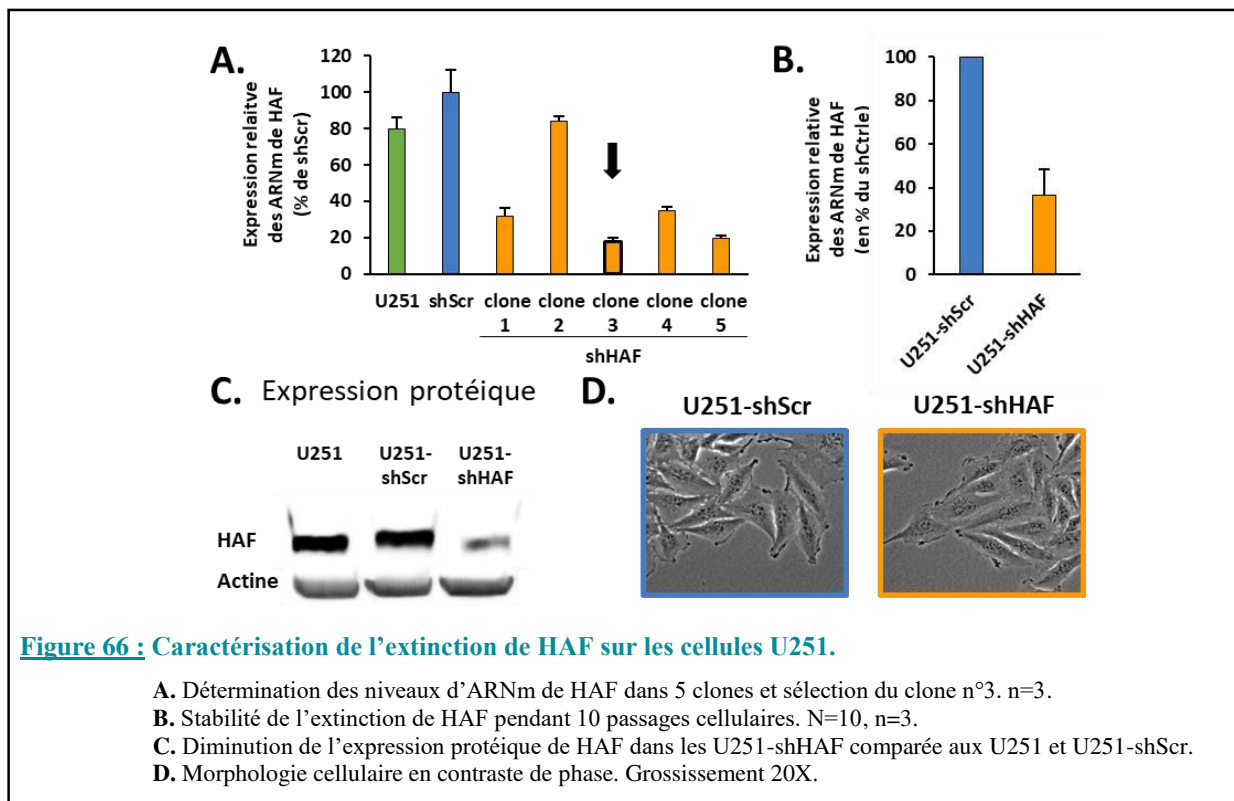 A.
Expression relaitve
des ARNm de HAF
(% de shScr)
120
100
80
60
40
20
0
U251 shScr clone clone clone clone clone
1 2 3 4 5
shHAF
B.
Expression relative
des ARNm de HAF
(en % du shCtrle)
100
80
60
40
20
0
U251-shScr
U251-shHAF
C. Expression protéique
U251 U251- U251-
shScr shHAF
HAF
Actine
D.
U251-shScr U251-shHAF
Figure 66 : Caractérisation de l’extinction de HAF sur les cellules U251.
A. Détermination des niveaux d’ARNm de HAF dans 5 clones et sélection du clone n°3. n=3.
B. Stabilité de l’extinction de HAF pendant 10 passages cellulaires. N=10, n=3.
C. Diminution de l’expression protéique de HAF dans les U251-shHAF comparée aux U251 et U251-shScr.
D. Morphologie cellulaire en contraste de phase. Grossissement 20X.